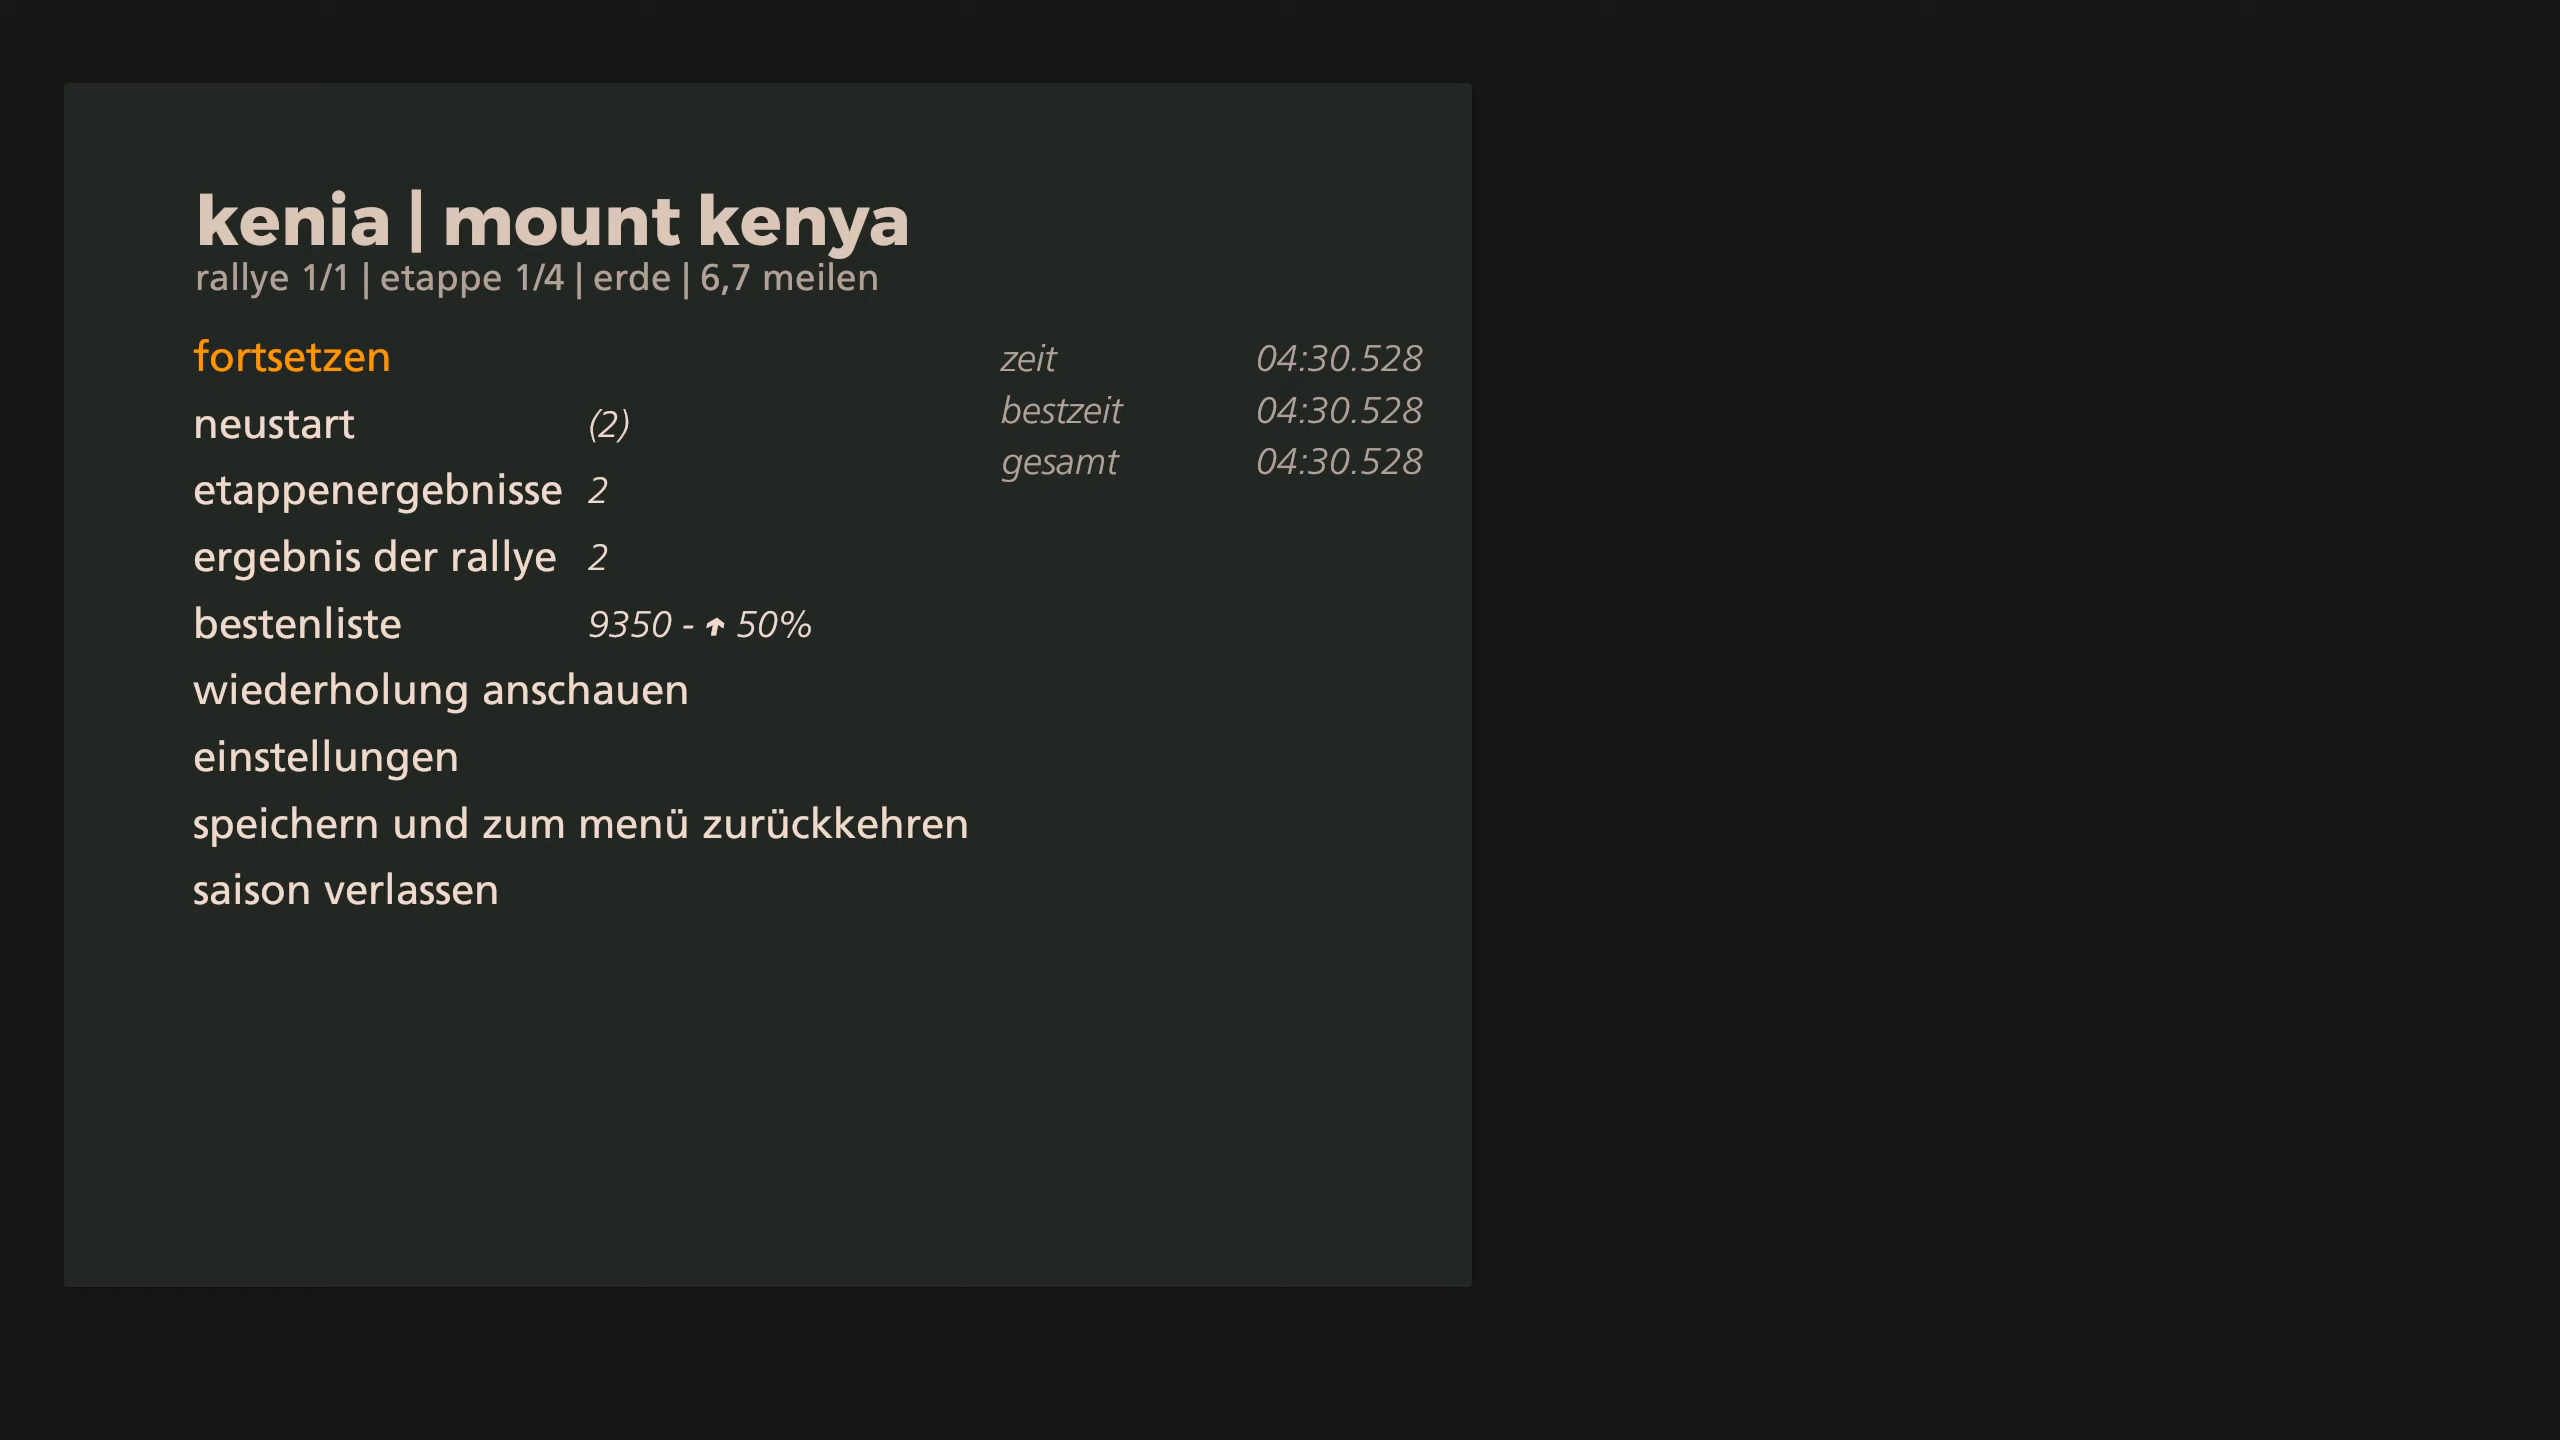 kenia | mount kenya
rallye 1/1 | etappe 1/4 | erde | 6,7 meilen
fortsetzen
neustart (2)
etappenergebnisse 2
ergebnis der rallye 2
bestenliste 9350 - ↑ 50%
wiederholung anschauen
einstellungen
speichern und zum menü zurückkehren
saison verlassen
zeit 04:30.528
bestzeit 04:30.528
gesamt 04:30.528